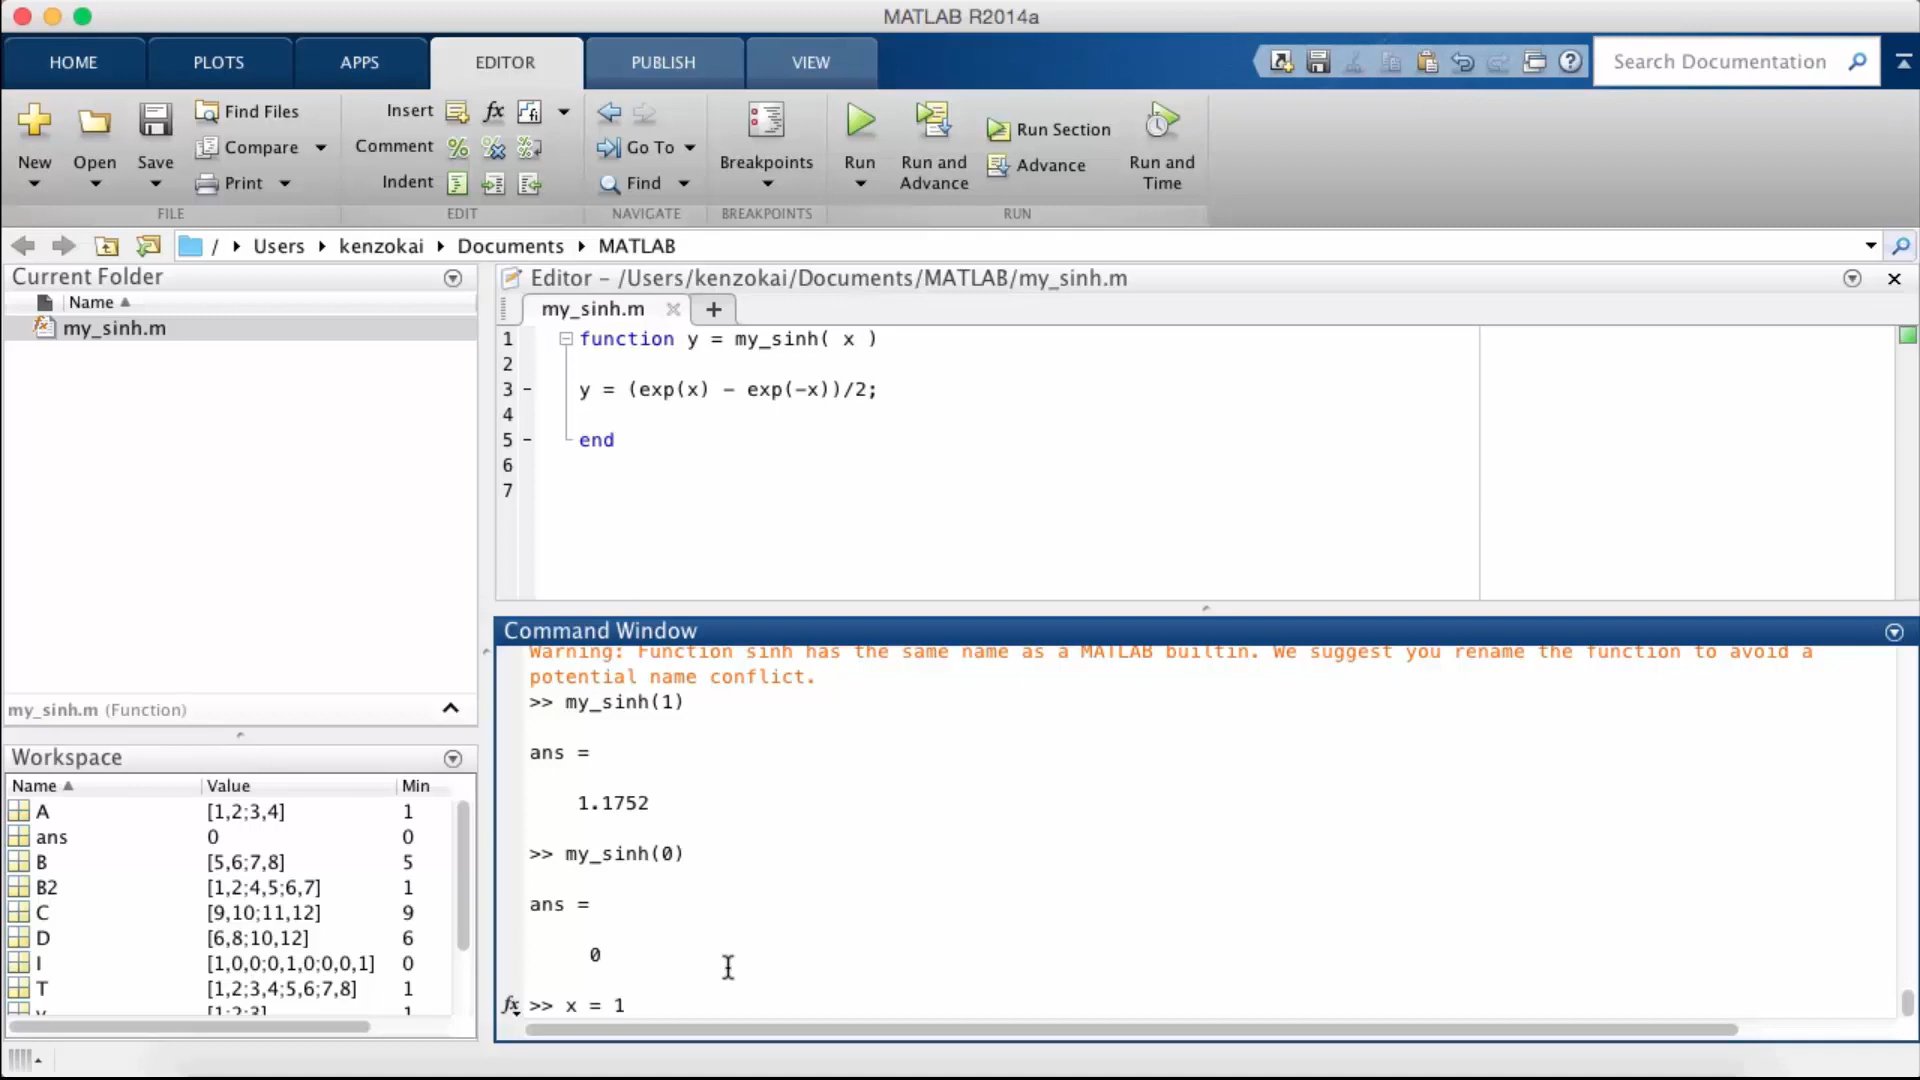 MATLAB R2014a
HOME PLOTS APPS EDITOR PUBLISH VIEW
Search Documentation
New Open Save Find Files Compare Print
FILE
Insert fx
Comment
Indent
EDIT
Go To
Find
NAVIGATE
Breakpoints
BREAKPOINTS
Run Run and Advance Run Section Advance Run and Time
RUN
/ Users kenzokai Documents MATLAB
Current Folder
Name
my_sinh.m
my_sinh.m (Function)
Workspace
Name Value Min
A [1,2;3,4] 1
ans 0 0
B [5,6;7,8] 5
B2 [1,2;4,5;6,7] 1
C [9,10;11,12] 9
D [6,8;10,12] 6
I [1,0,0;0,1,0;0,0,1] 0
T [1,2;3,4;5,6;7,8] 1
v [1;2;3] 1
Editor – /Users/kenzokai/Documents/MATLAB/my_sinh.m
my_sinh.m +
1 function y = my_sinh( x )
2
3 – y = (exp(x) – exp(–x))/2;
4
5 – end
6
7
Command Window
Warning: Function sinh has the same name as a MATLAB builtin. We suggest you rename the function to avoid a
potential name conflict.
>> my_sinh(1)
ans =
1.1752
>> my_sinh(0)
ans =
0
fx >> x = 1